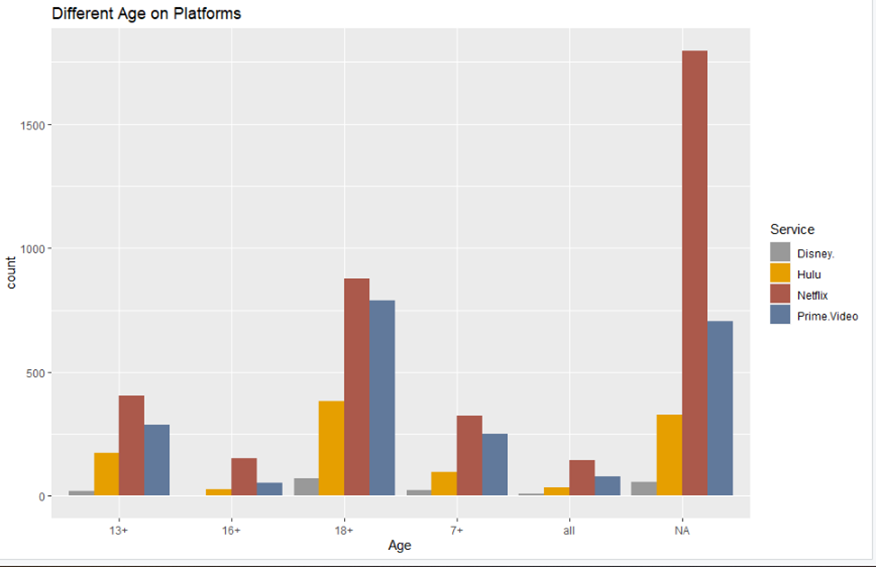 Different Age on Platforms
1500
1000
500
0
count
13+ 16+ 18+ 7+ all NA
Age
Service
Disney.
Hulu
Netflix
Prime.Video